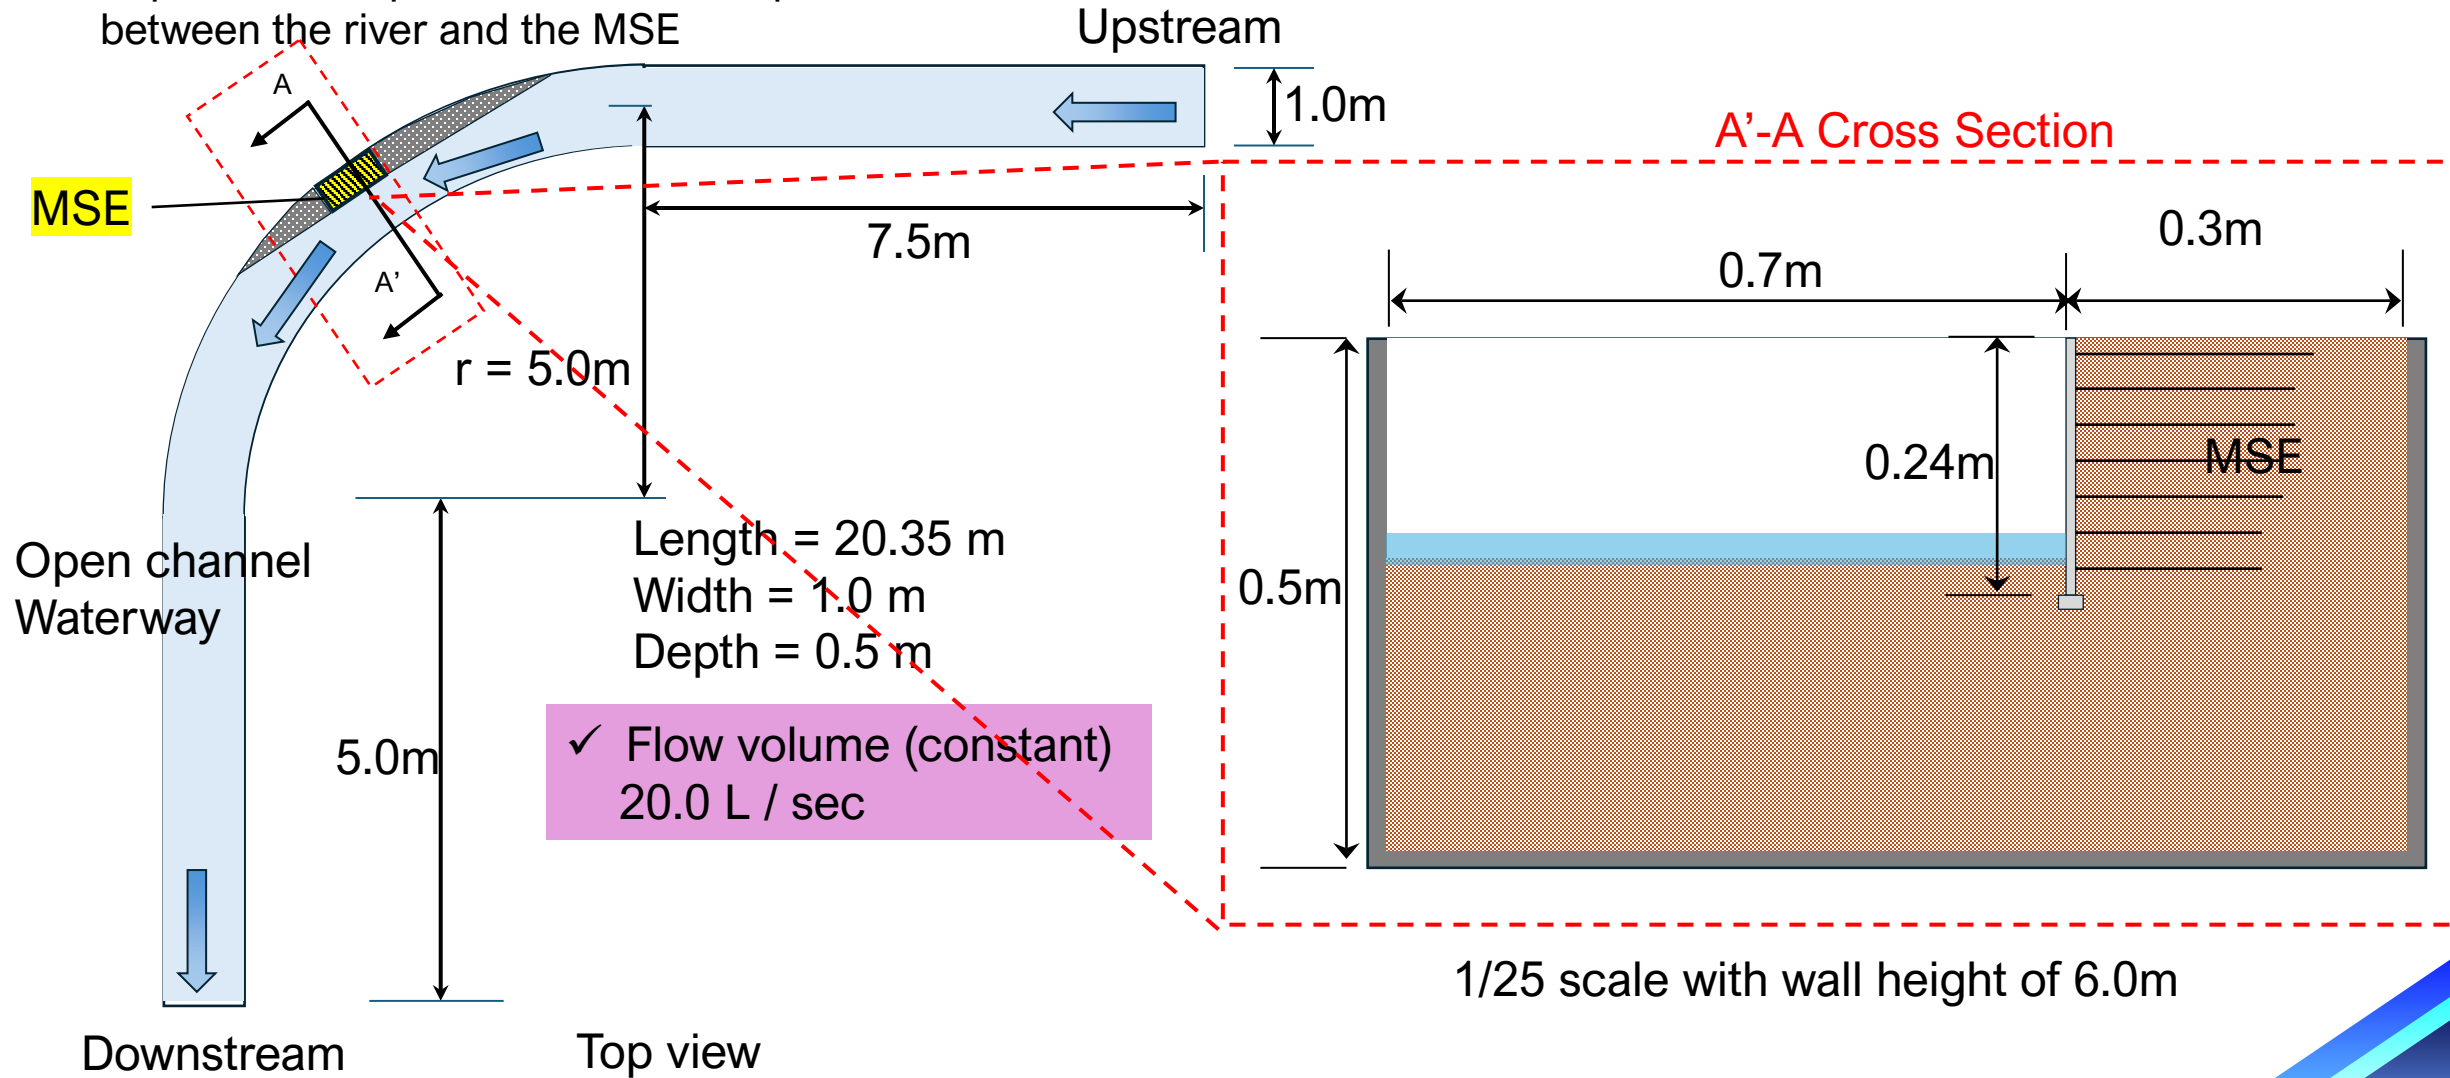 between the river and the MSE
Upstream
A
1.0m
A'-A Cross Section
MSE
7.5m
0.3m
0.7m
A'
r = 5.0m
0.24m
MSE
Open channel
Waterway
Length = 20.35 m
Width = 1.0 m
Depth = 0.5 m
0.5m
✓ Flow volume (constant)
20.0 L / sec
5.0m
1/25 scale with wall height of 6.0m
Downstream
Top view